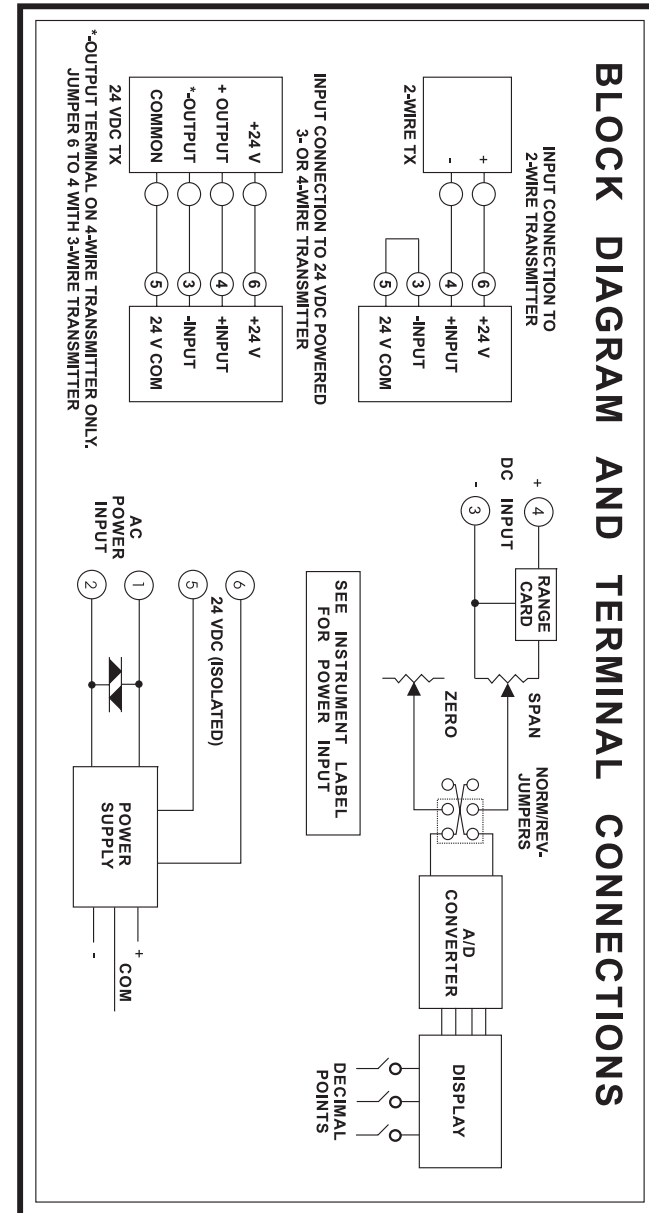 BLOCK DIAGRAM AND TERMINAL CONNECTIONS
INPUT CONNECTION TO
2-WIRE TRANSMITTER
+
-
2-WIRE TX
6
4
3
5
+24 V
+INPUT
-INPUT
24 V COM
INPUT CONNECTION TO 24 VDC POWERED
3- OR 4-WIRE TRANSMITTER
+24 V
+ OUTPUT
*-OUTPUT
COMMON
24 VDC TX
6
4
3
5
+24 V
+INPUT
-INPUT
24 V COM
*-OUTPUT TERMINAL ON 4-WIRE TRANSMITTER ONLY.
JUMPER 6 TO 4 WITH 3-WIRE TRANSMITTER
+
4
DC INPUT
-
3
RANGE
CARD
SPAN
ZERO
NORM/REV-
JUMPERS
A/D
CONVERTER
DISPLAY
DECIMAL
POINTS
SEE INSTRUMENT LABEL
FOR POWER INPUT
6
24 VDC (ISOLATED)
5
AC
POWER
INPUT
1
2
POWER
SUPPLY
+
COM
-